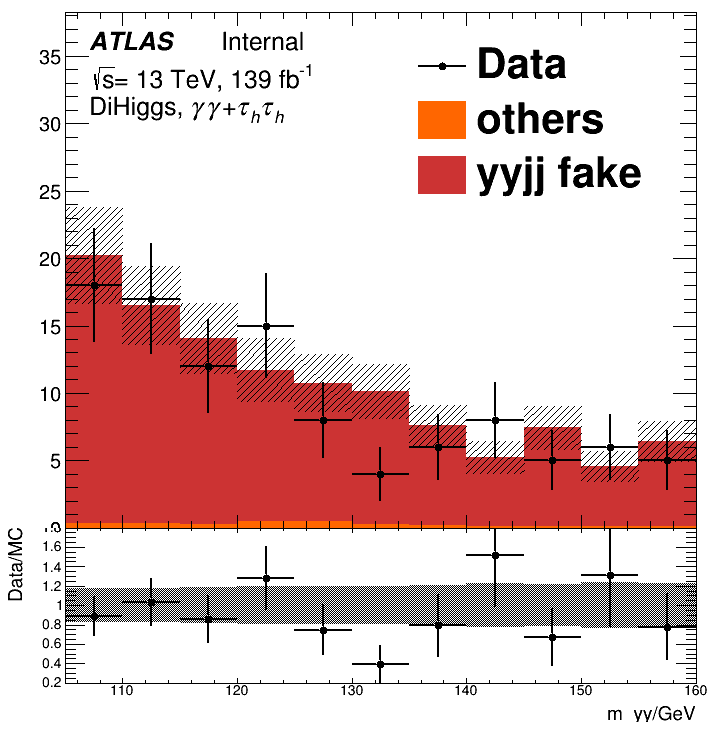 ATLAS Internal
√s= 13 TeV, 139 fb⁻¹
DiHiggs, γγ+τₕτₕ
Data
others
yyjj fake
35
30
25
20
15
10
5
0
Data/MC
1.6
1.4
1.2
1
0.8
0.6
0.4
0.2
110 120 130 140 150 160
m_yy/GeV